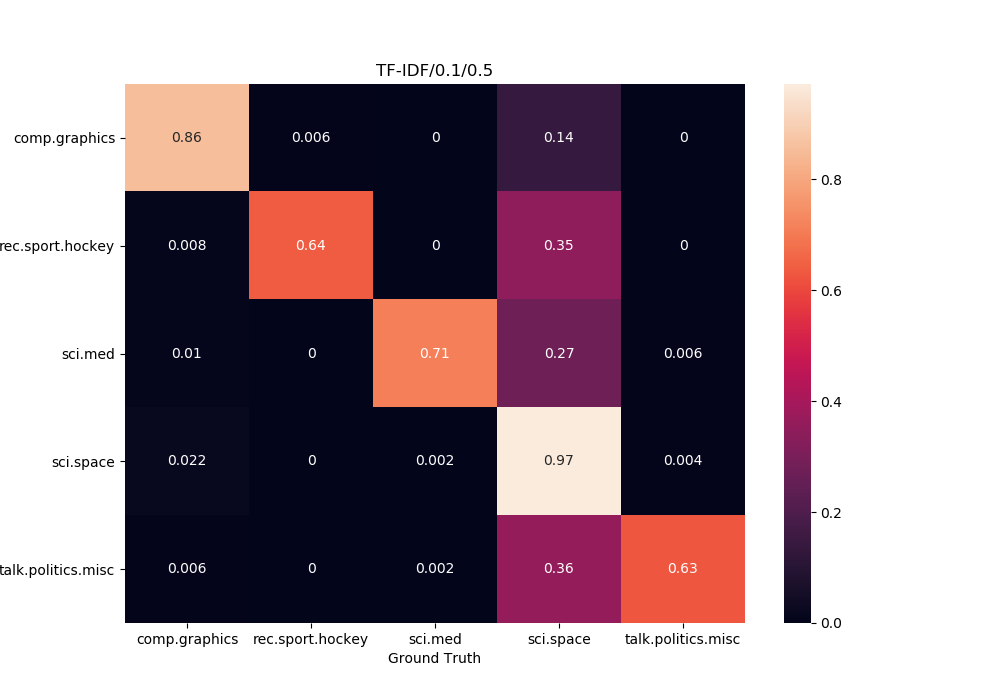 TF-IDF/0.1/0.5
comp.graphics 0.86 0.006 0 0.14 0
rec.sport.hockey 0.008 0.64 0 0.35 0
sci.med 0.01 0 0.71 0.27 0.006
sci.space 0.022 0 0.002 0.97 0.004
talk.politics.misc 0.006 0 0.002 0.36 0.63
comp.graphics rec.sport.hockey sci.med sci.space talk.politics.misc
Ground Truth
0.8
0.6
0.4
0.2
0.0